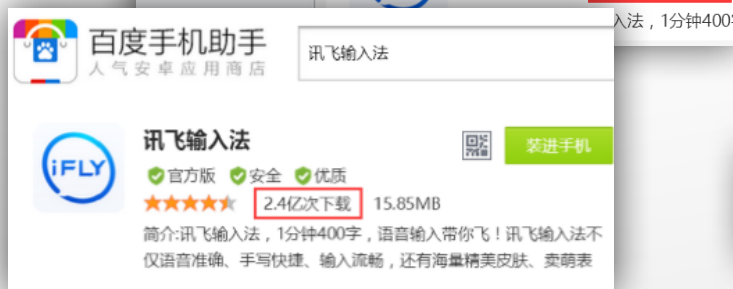 入法，1分钟400
百度手机助手
人气安卓应用商店
讯飞输入法
iFLY
讯飞输入法
装进手机
官方版 安全 优质
2.4亿次下载 15.85MB
简介:讯飞输入法，1分钟400字，语音输入带你飞！讯飞输入法不
仅语音准确、手写快捷、输入流畅，还有海量精美皮肤、卖萌表